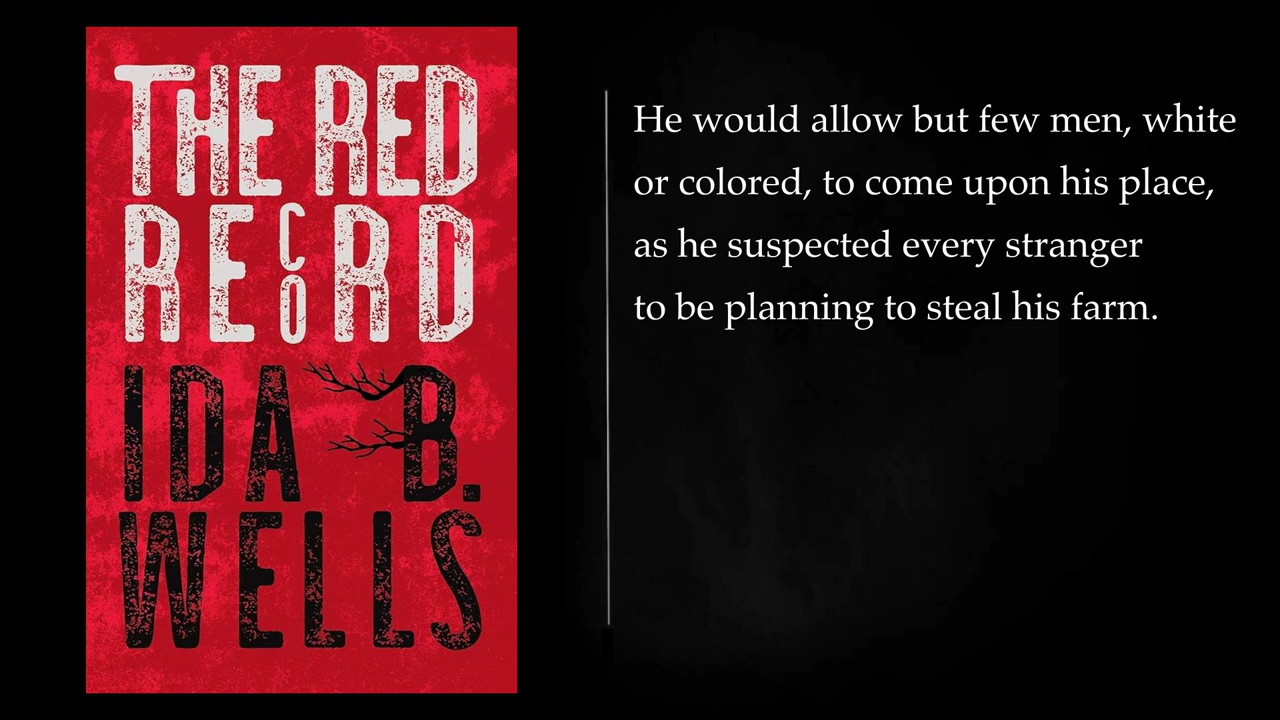 THE RED
RECORD
IDA B.
WELLS
He would allow but few men, white
or colored, to come upon his place,
as he suspected every stranger
to be planning to steal his farm.